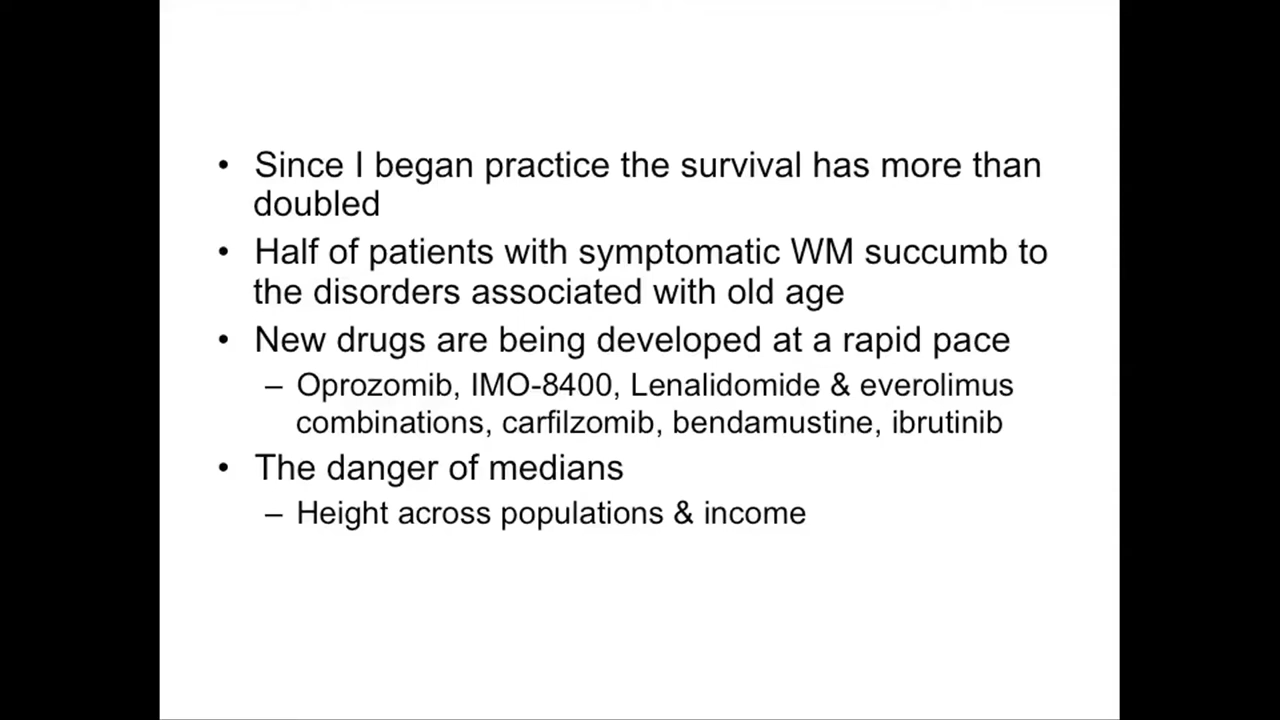 • Since I began practice the survival has more than
doubled
• Half of patients with symptomatic WM succumb to
the disorders associated with old age
• New drugs are being developed at a rapid pace
– Oprozomib, IMO-8400, Lenalidomide & everolimus
combinations, carfilzomib, bendamustine, ibrutinib
• The danger of medians
– Height across populations & income